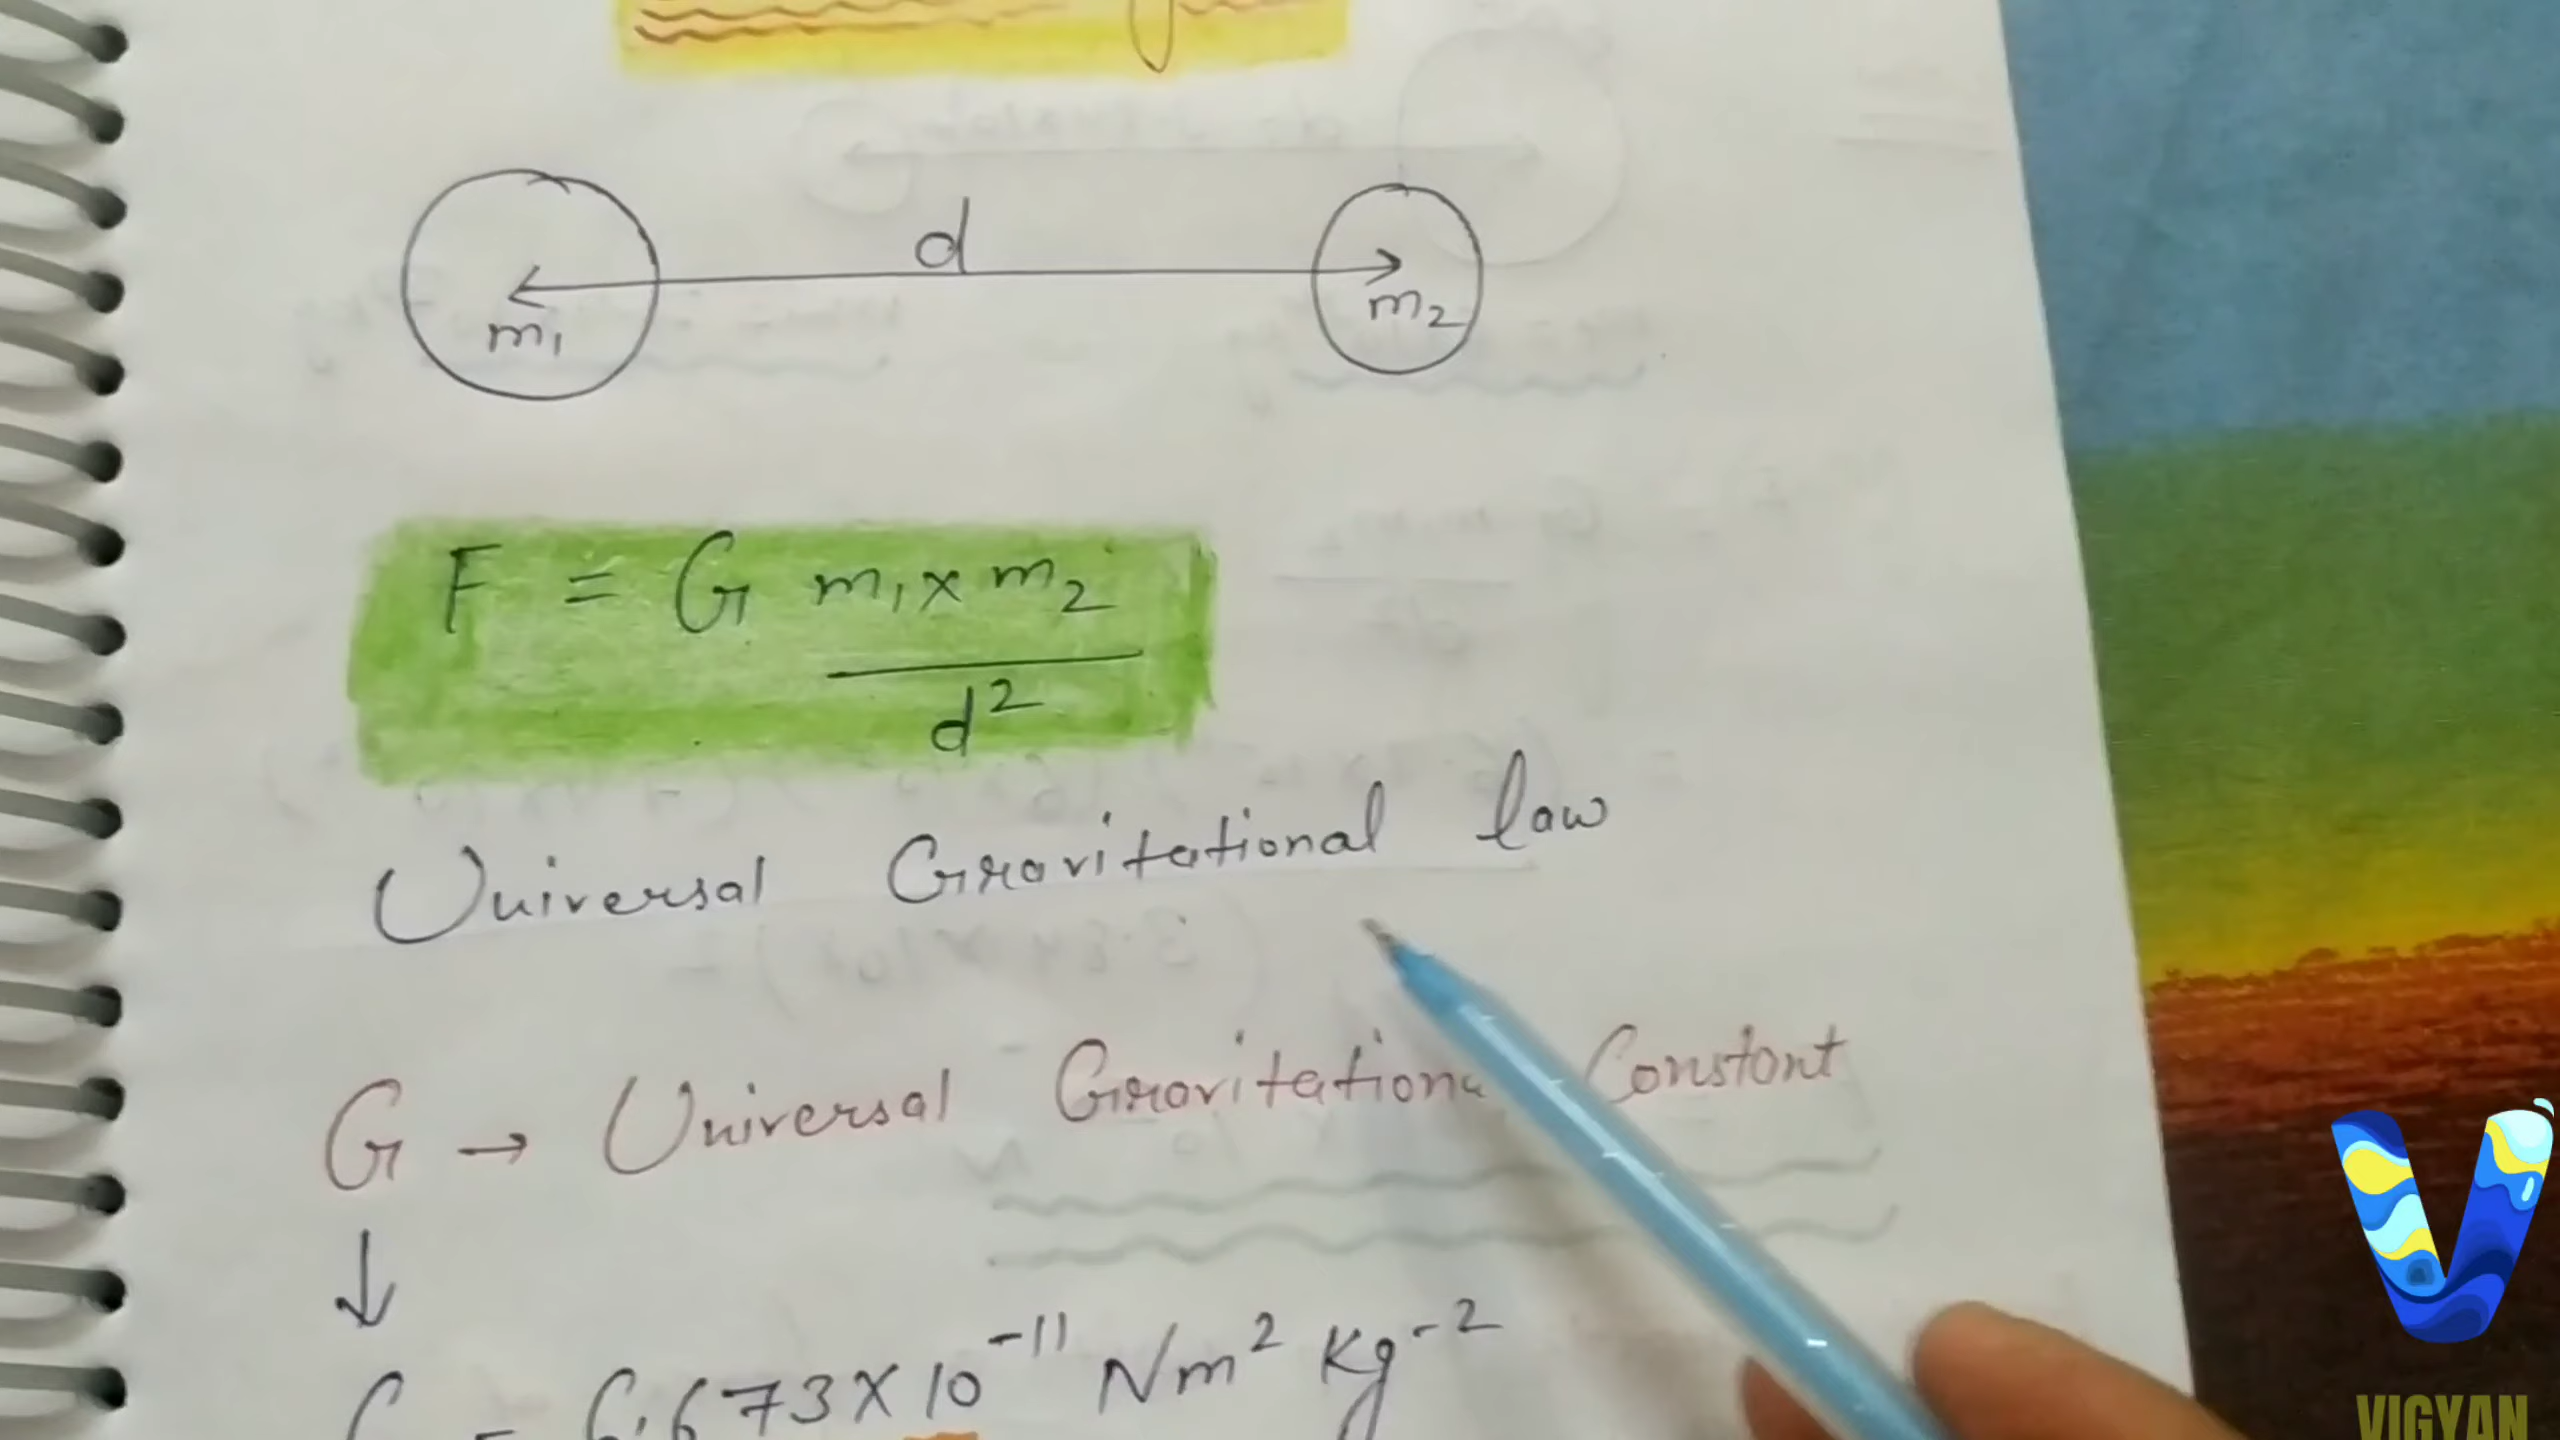 d
m₁ m₂
F = G m₁ x m₂
d²
Universal Gravitational law
G → Universal Gravitationa Constant
↓
G = 6.673 X 10⁻¹¹ Nm² Kg⁻²
VIGYAN